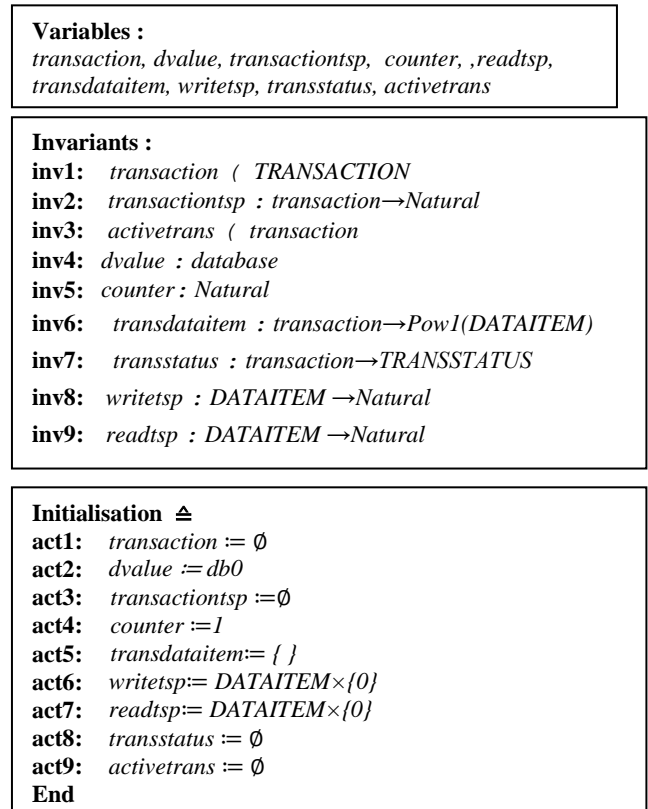 Variables :
transaction, dvalue, transactiontsp, counter, ,readtsp,
transdataitem, writetsp, transstatus, activetrans
Invariants :
inv1: transaction ( TRANSACTION
inv2: transactiontsp : transaction→Natural
inv3: activetrans ( transaction
inv4: dvalue : database
inv5: counter : Natural
inv6: transdataitem : transaction→Pow1(DATAITEM)
inv7: transstatus : transaction→TRANSSTATUS
inv8: writetsp : DATAITEM →Natural
inv9: readtsp : DATAITEM →Natural
Initialisation ≙
act1: transaction ≔ ∅
act2: dvalue ≔ db0
act3: transactiontsp ≔∅
act4: counter ≔1
act5: transdataitem≔ { }
act6: writetsp≔ DATAITEM×{0}
act7: readtsp≔ DATAITEM×{0}
act8: transstatus ≔ ∅
act9: activetrans ≔ ∅
End